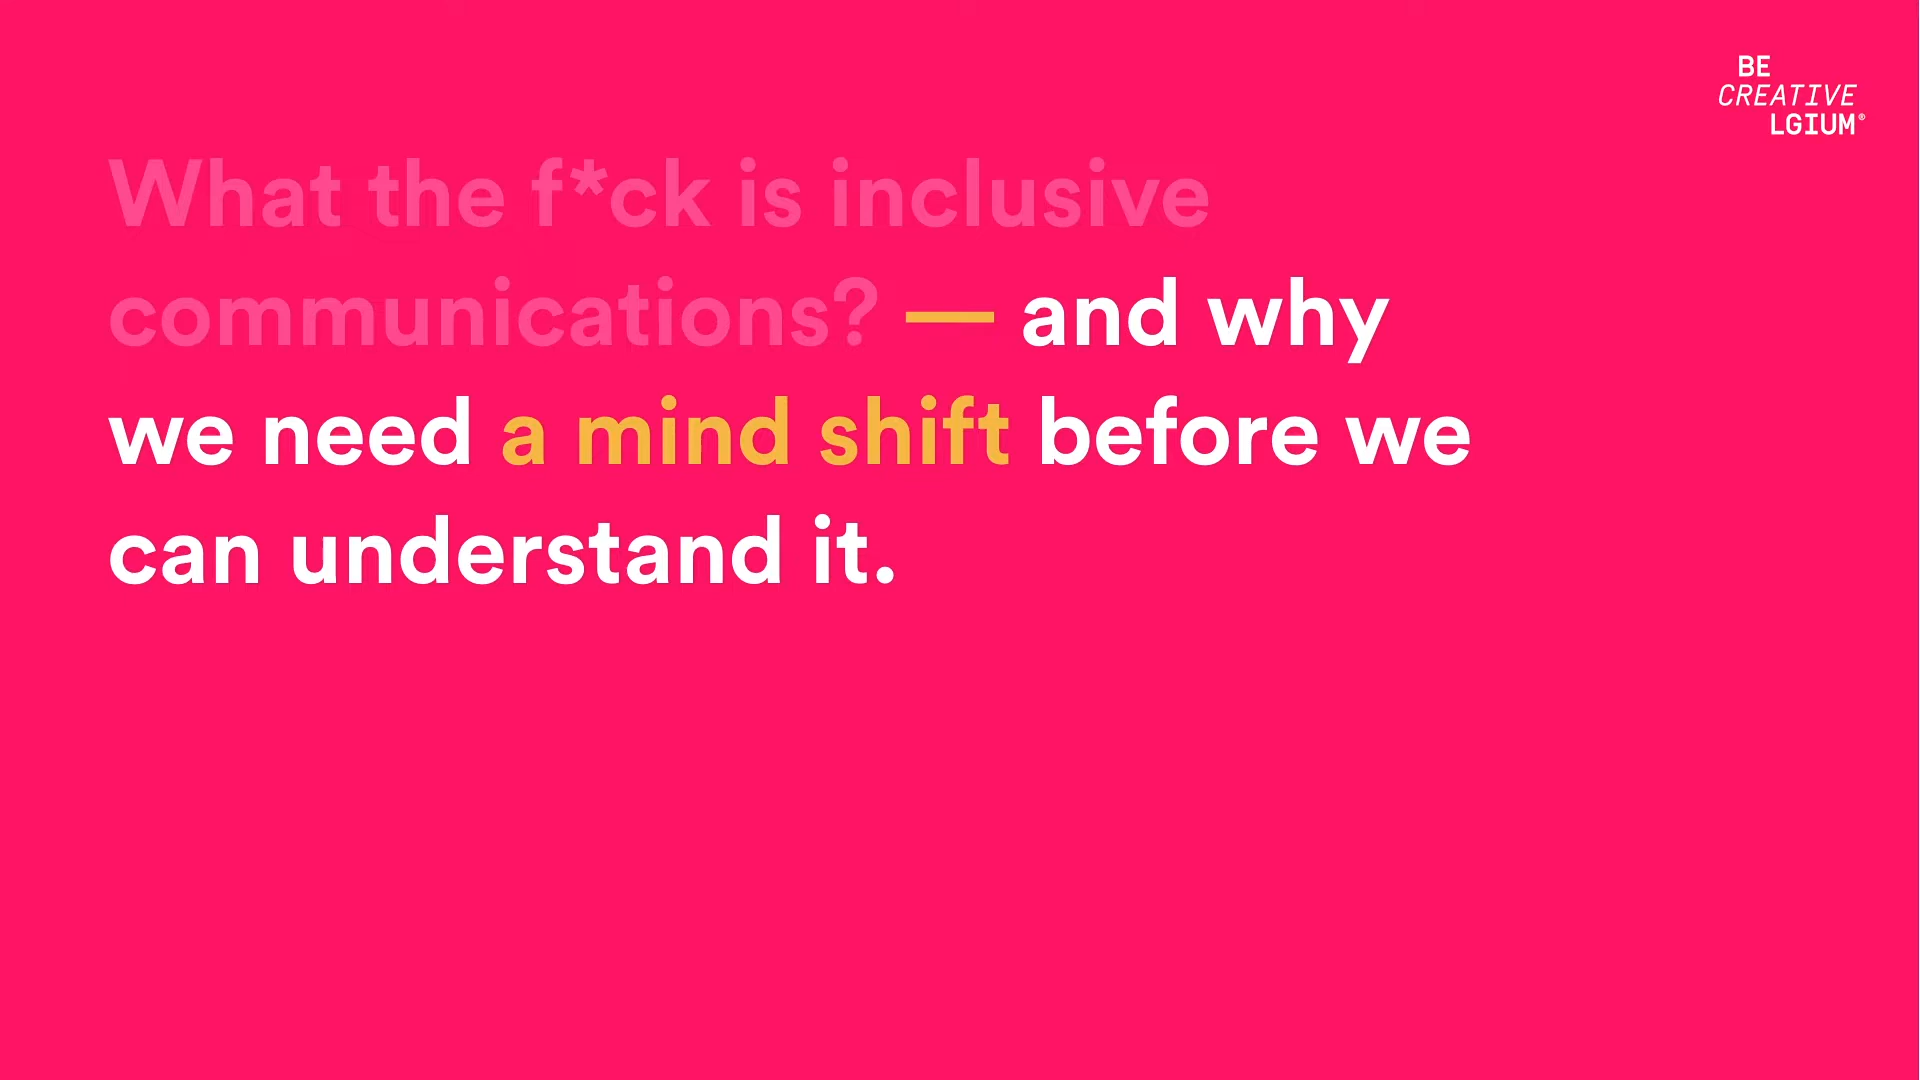 BE
CREATIVE
LGIUM®
What the f*ck is inclusive
communications? — and why
we need a mind shift before we
can understand it.